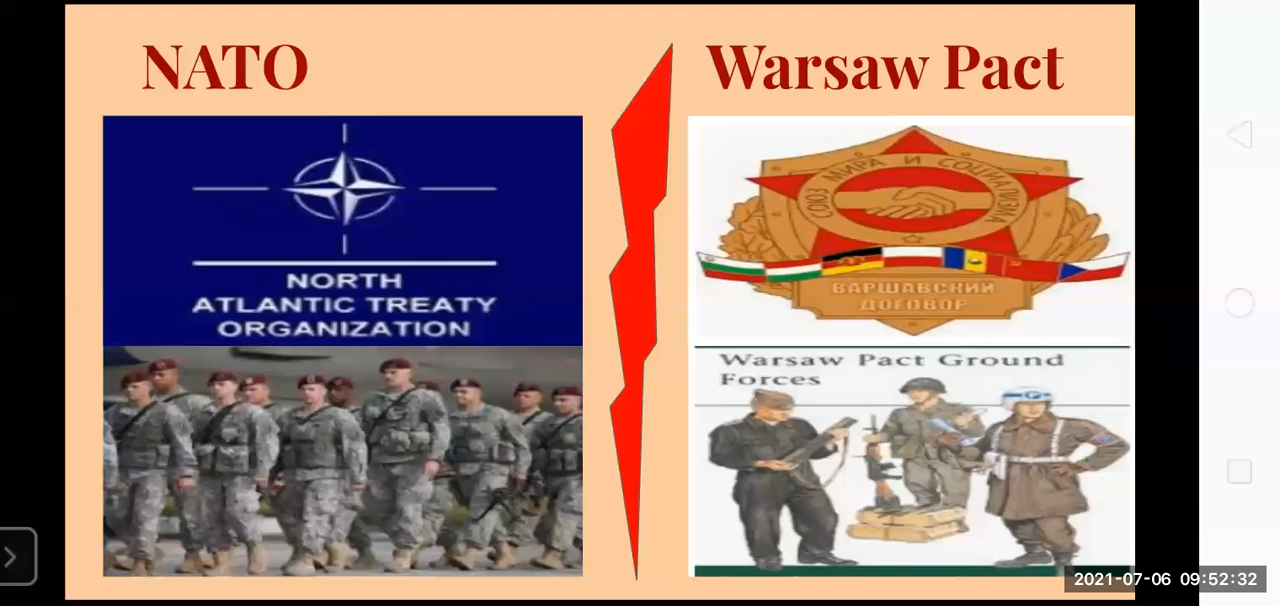 NATO
Warsaw Pact
NORTH
ATLANTIC TREATY
ORGANIZATION
СОЮЗ МИРА И СОЦИАЛИЗМА
ВАРШАВСКИЙ
ДОГОВОР
Warsaw Pact Ground
Forces
2021-07-06 09:52:32